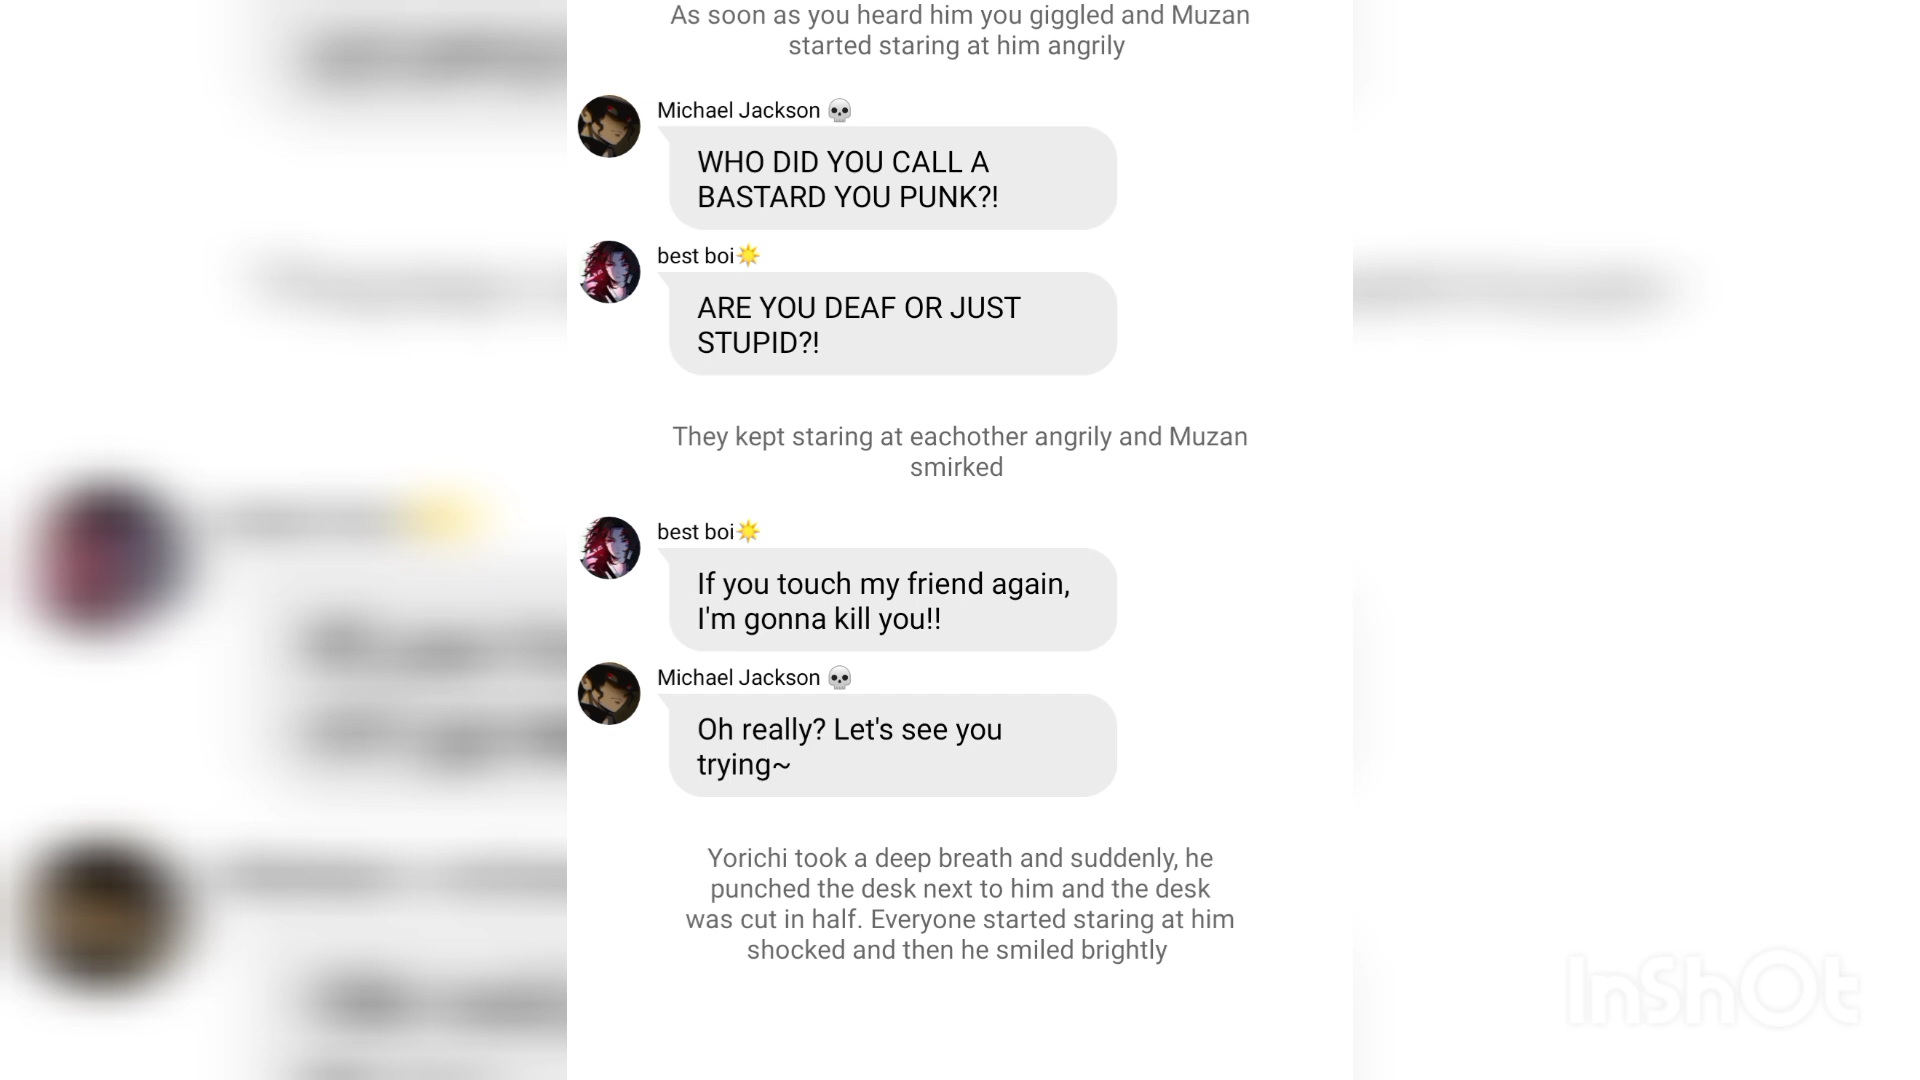 As soon as you heard him you giggled and Muzan
started staring at him angrily
Michael Jackson 💀
WHO DID YOU CALL A
BASTARD YOU PUNK?!
best boi☀️
ARE YOU DEAF OR JUST
STUPID?!
They kept staring at eachother angrily and Muzan
smirked
best boi☀️
If you touch my friend again,
I'm gonna kill you!!
Michael Jackson 💀
Oh really? Let's see you
trying~
Yorichi took a deep breath and suddenly, he
punched the desk next to him and the desk
was cut in half. Everyone started staring at him
shocked and then he smiled brightly
InShOt